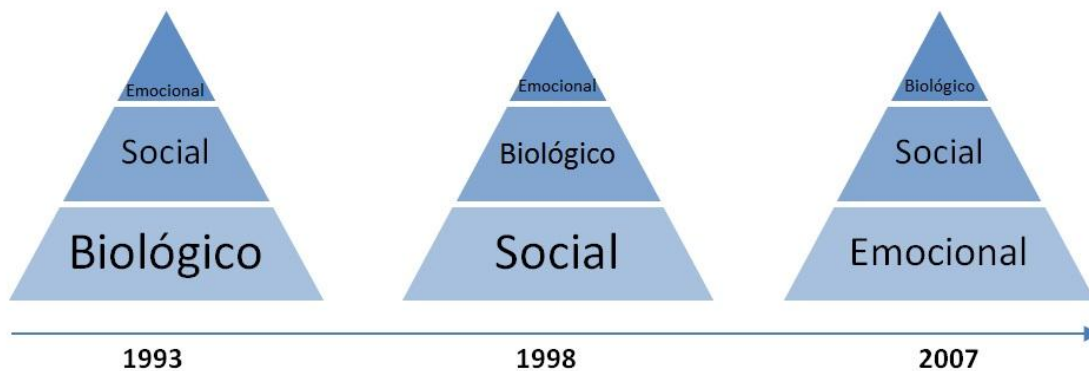 Emocional
Social
Biológico
Emocional
Biológico
Social
Biológico
Social
Emocional
1993
1998
2007